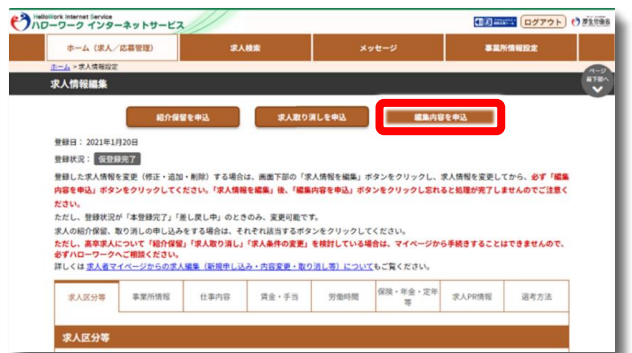 HelloWork Internet Service
ハローワーク インターネットサービス
ログアウト
厚生労働省
ホーム（求人／応募管理）
求人検索
メッセージ
事業所情報設定
ホーム > 求人情報設定
ページ最下部へ
求人情報編集
紹介保留を申込
求人取り消しを申込
編集内容を申込
登録日： 2021年1月20日
登録状況： 仮登録完了
登録した求人情報を変更（修正・追加・削除）する場合は、画面下部の「求人情報を編集」ボタンをクリックし、求人情報を変更してから、必ず「編集
内容を申込」ボタンをクリックしてください。「求人情報を編集」後、「編集内容を申込」ボタンをクリックし忘れると処理が完了しませんのでご注意く
ださい。
ただし、登録状況が「本登録完了」「差し戻し中」のときのみ、変更可能です。
求人の紹介保留、取り消しの申し込みをする場合は、それぞれ該当するボタンをクリックしてください。
ただし、高卒求人について「紹介保留」「求人取り消し」「求人条件の変更」を検討している場合は、マイページから手続きすることはできませんので、
必ずハローワークへご相談ください。
詳しくは 求人者マイページからの求人編集（新規申し込み・内容変更・取り消し等）についてもご覧ください。
求人区分等
事業所情報
仕事内容
賃金・手当
労働時間
保険・年金・定年
等
求人PR情報
選考方法
求人区分等